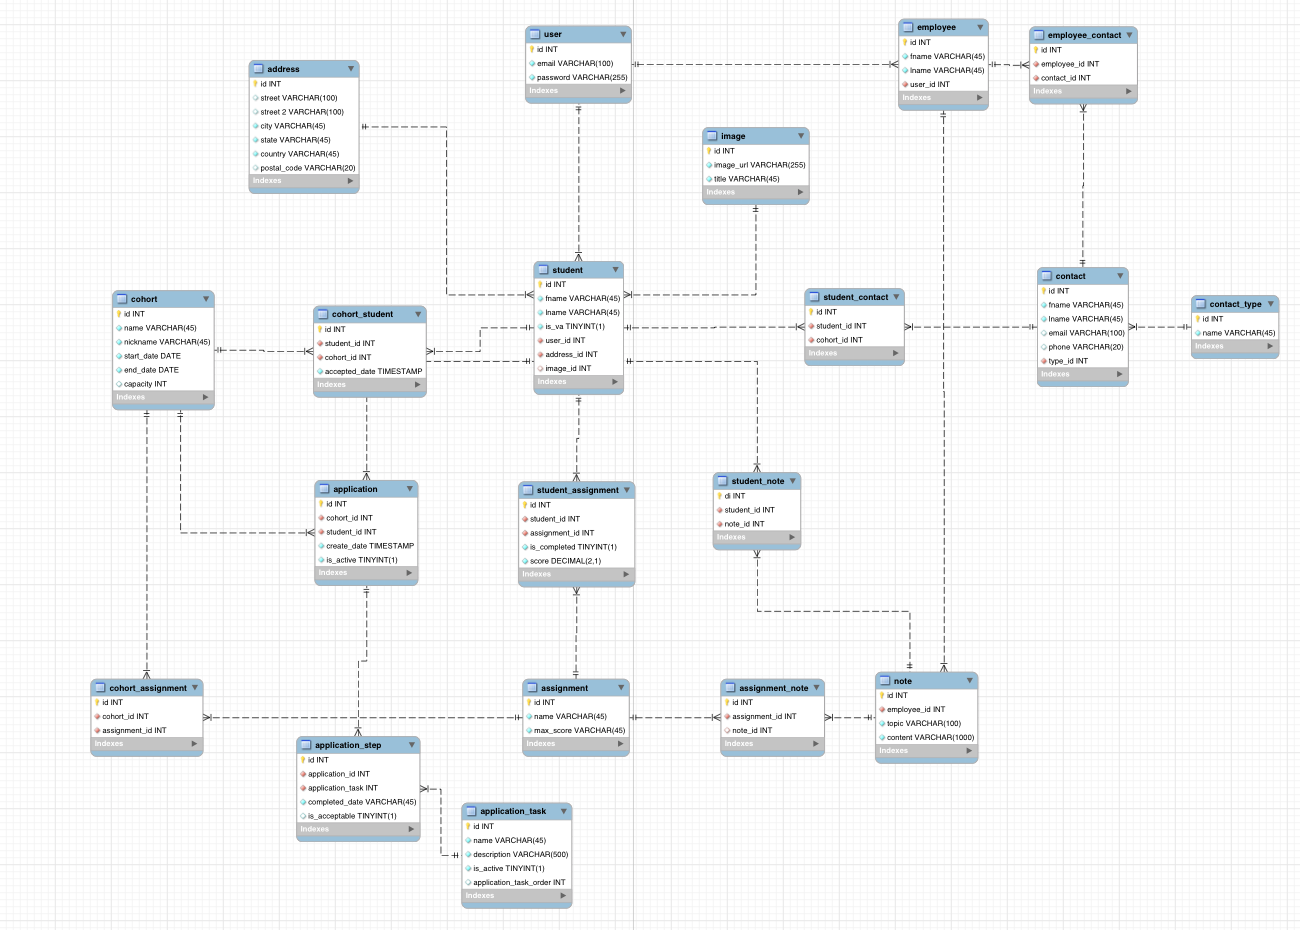 user
id INT
email VARCHAR(100)
password VARCHAR(255)
Indexes
employee
id INT
fname VARCHAR(45)
lname VARCHAR(45)
user_id INT
Indexes
employee_contact
id INT
employee_id INT
contact_id INT
Indexes
address
id INT
street VARCHAR(100)
street 2 VARCHAR(100)
city VARCHAR(45)
state VARCHAR(45)
country VARCHAR(45)
postal_code VARCHAR(20)
Indexes
image
id INT
image_url VARCHAR(255)
title VARCHAR(45)
Indexes
student
id INT
fname VARCHAR(45)
lname VARCHAR(45)
is_va TINYINT(1)
user_id INT
address_id INT
image_id INT
Indexes
cohort
id INT
name VARCHAR(45)
nickname VARCHAR(45)
start_date DATE
end_date DATE
capacity INT
Indexes
cohort_student
id INT
student_id INT
cohort_id INT
accepted_date TIMESTAMP
Indexes
student_contact
id INT
student_id INT
cohort_id INT
Indexes
contact
id INT
fname VARCHAR(45)
lname VARCHAR(45)
email VARCHAR(100)
phone VARCHAR(20)
type_id INT
Indexes
contact_type
id INT
name VARCHAR(45)
Indexes
application
id INT
cohort_id INT
student_id INT
create_date TIMESTAMP
is_active TINYINT(1)
Indexes
student_assignment
id INT
student_id INT
assignment_id INT
is_completed TINYINT(1)
score DECIMAL(2,1)
Indexes
student_note
di INT
student_id INT
note_id INT
Indexes
cohort_assignment
id INT
cohort_id INT
assignment_id INT
Indexes
assignment
id INT
name VARCHAR(45)
max_score VARCHAR(45)
Indexes
assignment_note
id INT
assignment_id INT
note_id INT
Indexes
note
id INT
employee_id INT
topic VARCHAR(100)
content VARCHAR(1000)
Indexes
application_step
id INT
application_id INT
application_task INT
completed_date VARCHAR(45)
is_acceptable TINYINT(1)
Indexes
application_task
id INT
name VARCHAR(45)
description VARCHAR(500)
is_active TINYINT(1)
application_task_order INT
Indexes